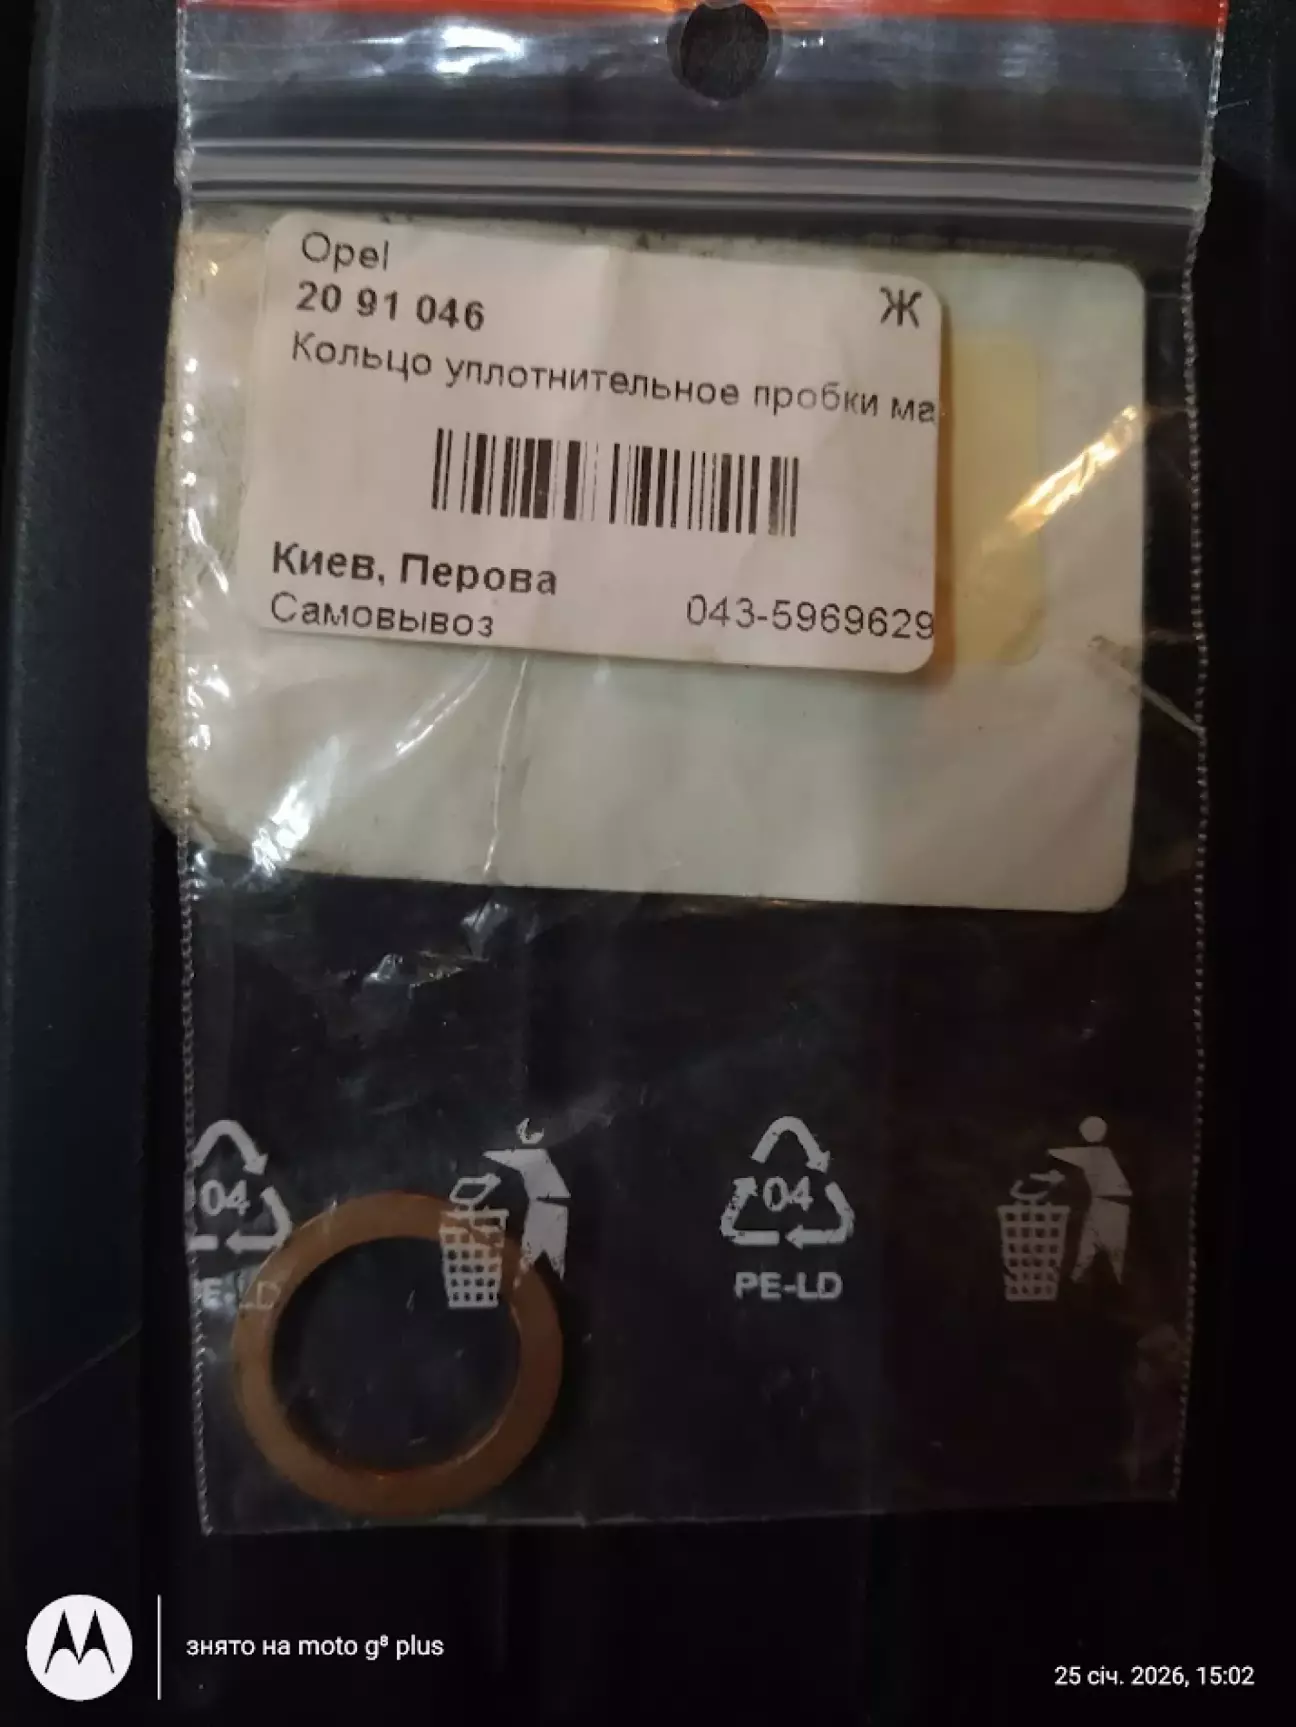 Opel
20 91 046
Ж
Кольцо уплотнительное пробки ма
Киев, Перова
Самовывоз
043-5969629
04
04
PE-LD
PE-LD
знято на moto g⁸ plus
25 січ. 2026, 15:02